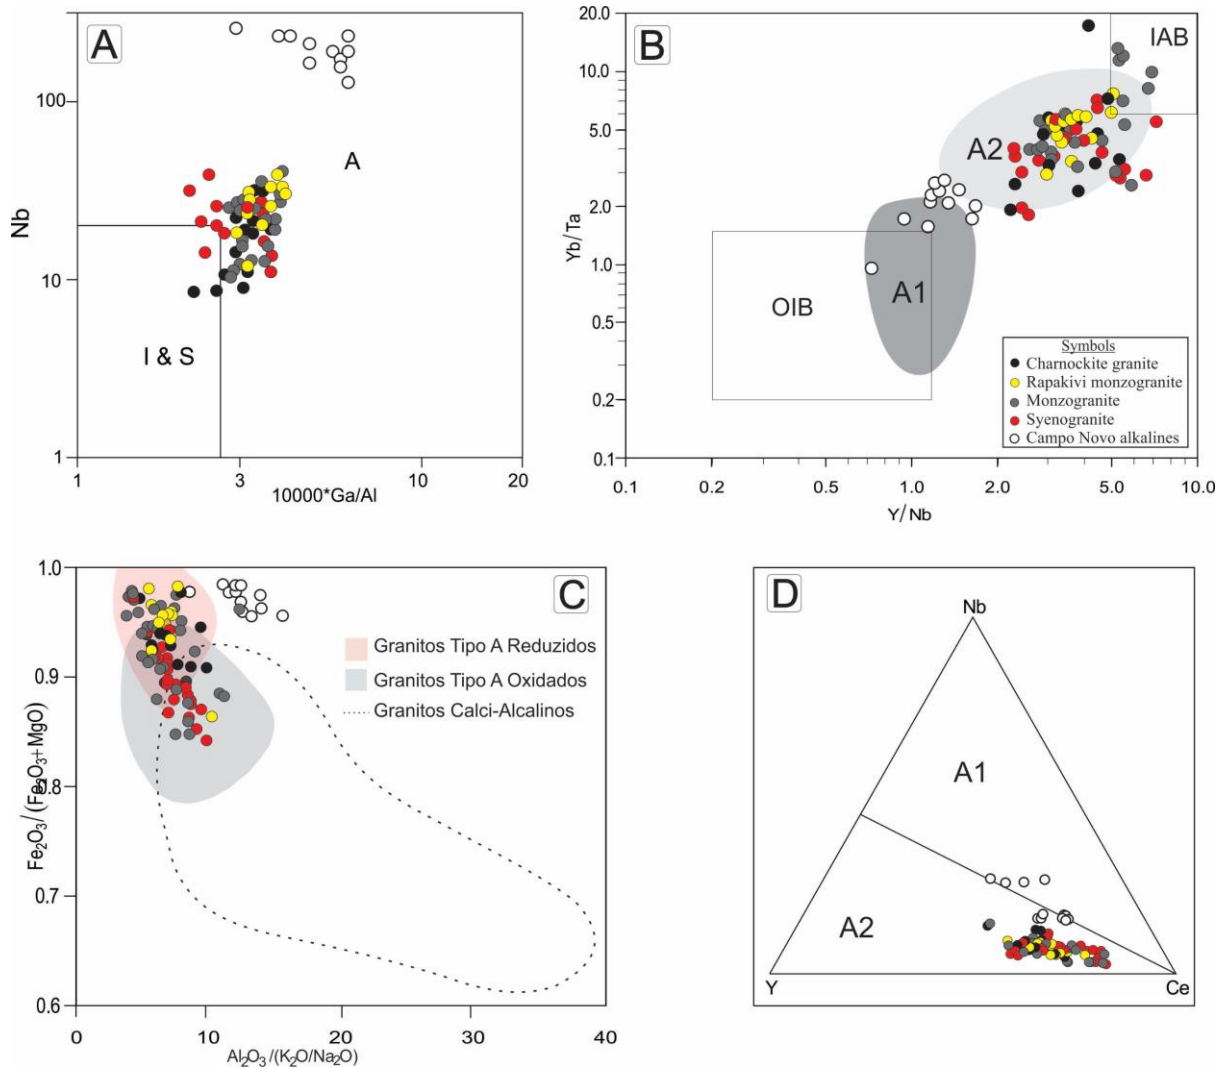 A
Nb
100
10
1
A
I & S
1
3
10
20
10000*Ga/Al
B
Yb/Ta
20.0
10.0
5.0
2.0
1.0
0.5
0.2
0.1
IAB
A2
A1
OIB
Symbols
Charnockite granite
Rapakivi monzogranite
Monzogranite
Syenogranite
Campo Novo alkalines
0.1
0.2
0.5
1.0
2.0
5.0
10.0
Y/Nb
C
Fe₂O₃/(Fe₂O₃+MgO)
1.0
0.9
0.8
0.7
0.6
Granitos Tipo A Reduzidos
Granitos Tipo A Oxidados
Granitos Calci-Alcalinos
0
10
20
30
40
Al₂O₃/(K₂O/Na₂O)
D
Nb
A1
A2
Y
Ce